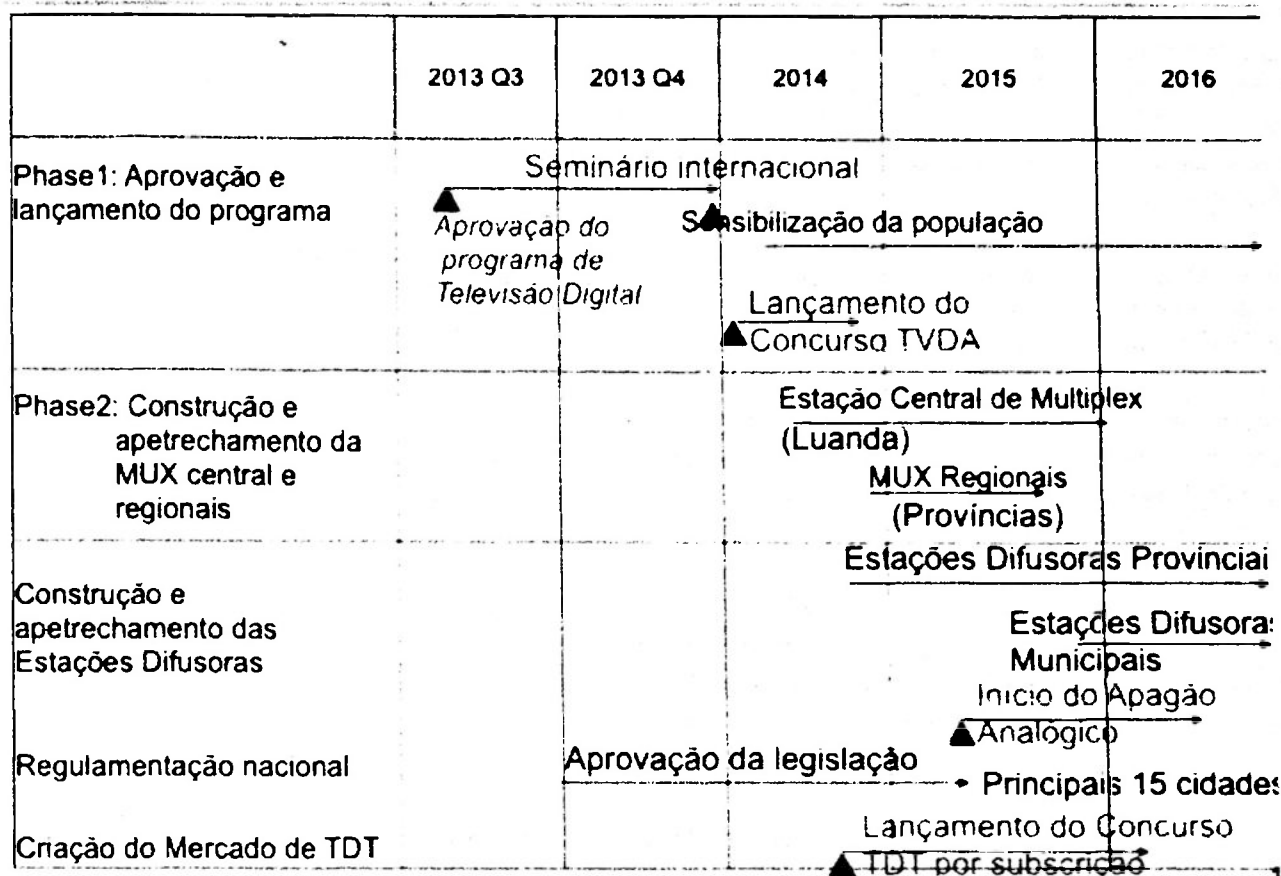 2013 Q3
2013 Q4
2014
2015
2016
Phase1: Aprovação e
lançamento do programa
Seminário internacional
Aprovação do
programa de
Televisão Digital
Sensibilização da população
Lançamento do
Concurso TVDA
Phase2: Construção e
apetrechamento da
MUX central e
regionais
Estação Central de Multiplex
(Luanda)
MUX Regionais
(Províncias)
Construção e
apetrechamento das
Estações Difusoras
Estações Difusoras Provinciai
Estações Difusora
Municipais
Início do Apagão
Analógico
Regulamentação nacional
Aprovação da legislação
Principais 15 cidades
Criação do Mercado de TDT
Lançamento do Concurso
TDT por subscrição